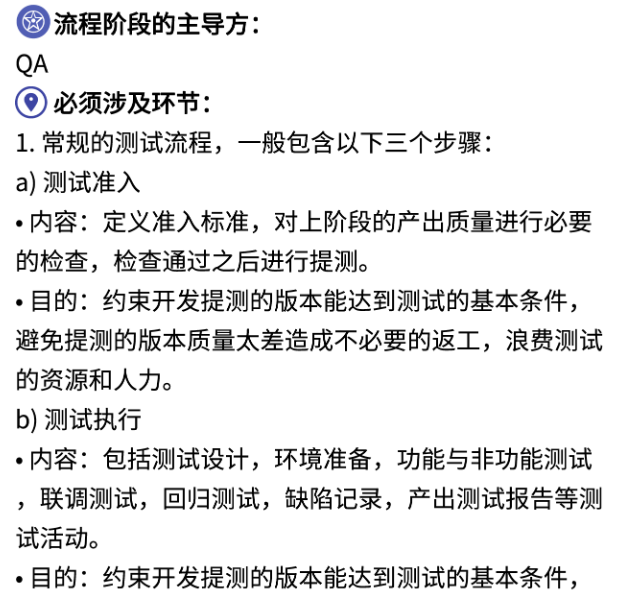 流程阶段的主导方：
QA
必须涉及环节：
1. 常规的测试流程，一般包含以下三个步骤：
a) 测试准入
• 内容：定义准入标准，对上阶段的产出质量进行必要
的检查，检查通过之后进行提测。
• 目的：约束开发提测的版本能达到测试的基本条件，
避免提测的版本质量太差造成不必要的返工，浪费测试
的资源和人力。
b) 测试执行
• 内容：包括测试设计，环境准备，功能与非功能测试
，联调测试，回归测试，缺陷记录，产出测试报告等测
试活动。
• 目的：约束开发提测的版本能达到测试的基本条件，